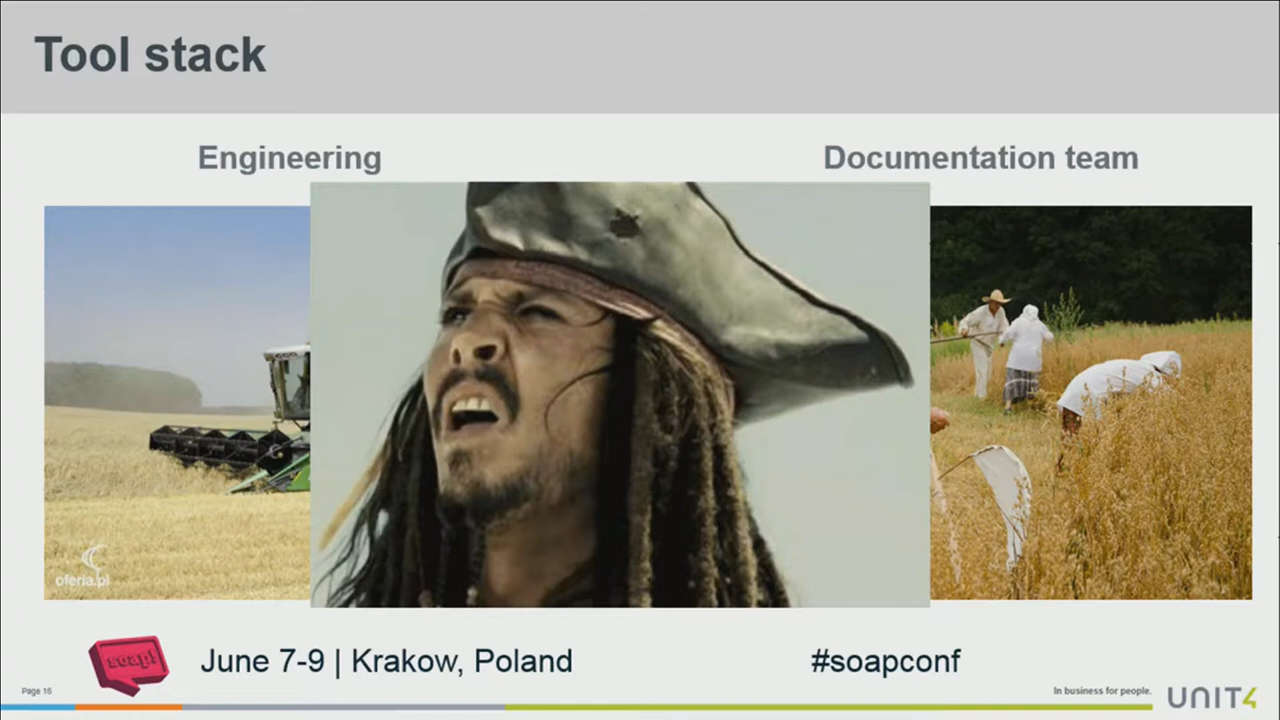 Tool stack
Engineering
Documentation team
oferia.pl
soap!
June 7-9 | Krakow, Poland
#soapconf
Page 16
In business for people.
UNIT4